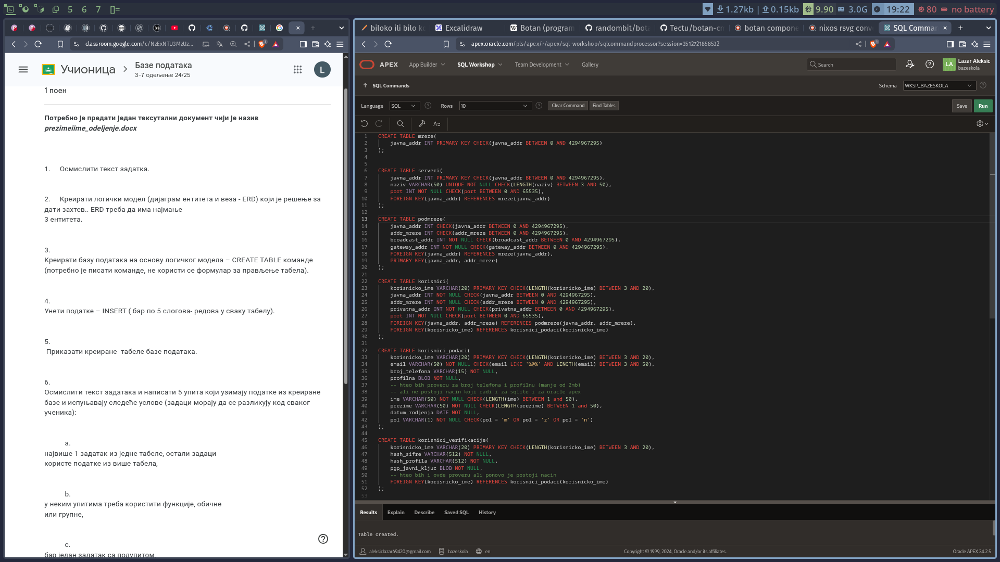 5 6 7 []=
1.27kb | 0.15kb 9.90 3.0G 19:22 80 no battery
classroom.google.com/c/NzExNTU3MzUz...
Учионица
Базе података
3-7 одељење 24/25
L
1 поен
Потребно је предати један тексутални документ чији је назив
prezimeiime_odeljenje.docx
1. Осмислити текст задатка.
2. Креирати логички модел (дијаграм ентитета и веза - ERD) који је решење за
дати захтев.. ERD треба да има најмање
3 ентитета.
3.
Креирати базу података на основу логичког модела – CREATE TABLE команде
(потребно је писати команде, не користи се формулар за прављење табела).
4.
Унети податке – INSERT ( бар по 5 слогова- редова у сваку табелу).
5.
Приказати креиране  табеле базе података.
6.
Осмислити текст задатака и написати 5 упита који узимају податке из креиране
базе и испуњавају следеће услове (задаци морају да се разликују код сваког
ученика):
a.
највише 1 задатак из једне табеле, остали задаци
користе податке из више табела,
b.
у неким упитима треба користити функције, обичне
или групне,
c.
бар један задатак са подупитом.
biloko ili bilo k Excalidraw Botan (program randombit/bota Tectu/botan-cm botan compone nixos rsvg conv SQL Comman
apex.oracle.com/pls/apex/r/apex/sql-workshop/sqlcommandprocessor?session=3512721858532
APEX App Builder SQL Workshop Team Development Gallery Search LA Lazar Aleksic
bazeskola
SQL Commands Schema WKSP_BAZESKOLA
Language SQL Rows 10 Clear Command Find Tables Save Run
1 CREATE TABLE mreze(
2 javna_addr INT PRIMARY KEY CHECK(javna_addr BETWEEN 0 AND 4294967295)
3 );
4
5
6 CREATE TABLE serveri(
7 javna_addr INT PRIMARY KEY CHECK(javna_addr BETWEEN 0 AND 4294967295),
8 naziv VARCHAR(50) UNIQUE NOT NULL CHECK(LENGTH(naziv) BETWEEN 3 AND 50),
9 port INT NOT NULL CHECK(port BETWEEN 0 AND 65535),
10 FOREIGN KEY(javna_addr) REFERENCES mreze(javna_addr)
11 );
12
13 CREATE TABLE podmreze(
14 javna_addr INT CHECK(javna_addr BETWEEN 0 AND 4294967295),
15 addr_mreze INT CHECK(addr_mreze BETWEEN 0 AND 4294967295),
16 broadcast_addr INT NOT NULL CHECK(broadcast_addr BETWEEN 0 AND 4294967295),
17 gateway_addr INT NOT NULL CHECK(gateway_addr BETWEEN 0 AND 4294967295),
18 FOREIGN KEY(javna_addr) REFERENCES mreze(javna_addr),
19 PRIMARY KEY(javna_addr, addr_mreze)
20 );
21
22 CREATE TABLE korisnici(
23 korisnicko_ime VARCHAR(20) PRIMARY KEY CHECK(LENGTH(korisnicko_ime) BETWEEN 3 AND 20),
24 javna_addr INT NOT NULL CHECK(javna_addr BETWEEN 0 AND 4294967295),
25 addr_mreze INT NOT NULL CHECK(addr_mreze BETWEEN 0 AND 4294967295),
26 privatna_addr INT NOT NULL CHECK(privatna_addr BETWEEN 0 AND 4294967295),
27 port INT NOT NULL CHECK(port BETWEEN 0 AND 65535),
28 FOREIGN KEY(javna_addr, addr_mreze) REFERENCES podmreze(javna_addr, addr_mreze),
29 FOREIGN KEY(korisnicko_ime) REFERENCES korisnici_podaci(korisnicko_ime)
30 );
31
32 CREATE TABLE korisnici_podaci(
33 korisnicko_ime VARCHAR(20) PRIMARY KEY CHECK(LENGTH(korisnicko_ime) BETWEEN 3 AND 20),
34 email VARCHAR(50) NOT NULL CHECK(email LIKE '%@%' AND LENGTH(email) BETWEEN 3 AND 50),
35 broj_telefona VARCHAR(15) NOT NULL,
36 profilna BLOB NOT NULL,
37 -- hteo bih proveru za broj telefona i profilnu (manje od 2mb)
38 -- ali ne postoji nacin koji radi i za sqlite i za oracle apex
39 ime VARCHAR(50) NOT NULL CHECK(LENGTH(ime) BETWEEN 1 and 50),
40 prezime VARCHAR(50) NOT NULL CHECK(LENGTH(prezime) BETWEEN 1 and 50),
41 datum_rodjenja DATE NOT NULL,
42 pol VARCHAR(1) NOT NULL CHECK(pol = 'm' OR pol = 'z' OR pol = 'n')
43 );
44
45 CREATE TABLE korisnici_verifikacije(
46 korisnicko_ime VARCHAR(20) PRIMARY KEY CHECK(LENGTH(korisnicko_ime) BETWEEN 3 AND 20),
47 hash_sifre VARCHAR(512) NOT NULL,
48 hash_profila VARCHAR(512) NOT NULL,
49 pgp_javni_kljuc BLOB NOT NULL,
50 -- hteo bih i ovde proveru ali ponovo je postoji nacin
51 FOREIGN KEY(korisnicko_ime) REFERENCES korisnici_podaci(korisnicko_ime)
52 );
53
Results Explain Describe Saved SQL History
Table created.
aleksiclazar69420@gmail.com bazeskola en Copyright © 1999, 2024, Oracle and/or its affiliates. Oracle APEX 24.2.5